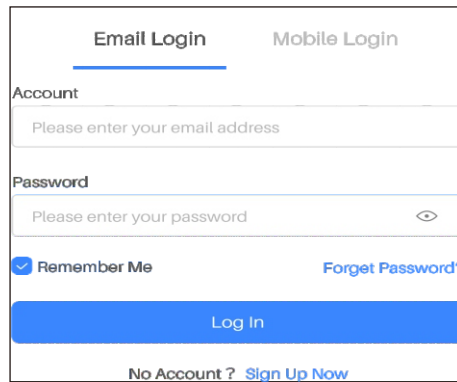 Email Login Mobile Login
Account
Please enter your email address
Password
Please enter your password
Remember Me Forget Password?
Log In
No Account ? Sign Up Now